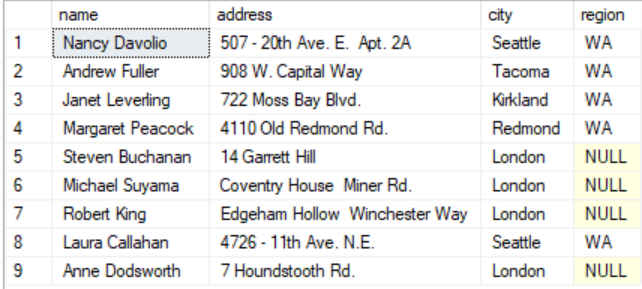 name address city region
1 Nancy Davolio 507 - 20th Ave. E. Apt. 2A Seattle WA
2 Andrew Fuller 908 W. Capital Way Tacoma WA
3 Janet Leverling 722 Moss Bay Blvd. Kirkland WA
4 Margaret Peacock 4110 Old Redmond Rd. Redmond WA
5 Steven Buchanan 14 Garrett Hill London NULL
6 Michael Suyama Coventry House Miner Rd. London NULL
7 Robert King Edgeham Hollow Winchester Way London NULL
8 Laura Callahan 4726 - 11th Ave. N.E. Seattle WA
9 Anne Dodsworth 7 Houndstooth Rd. London NULL